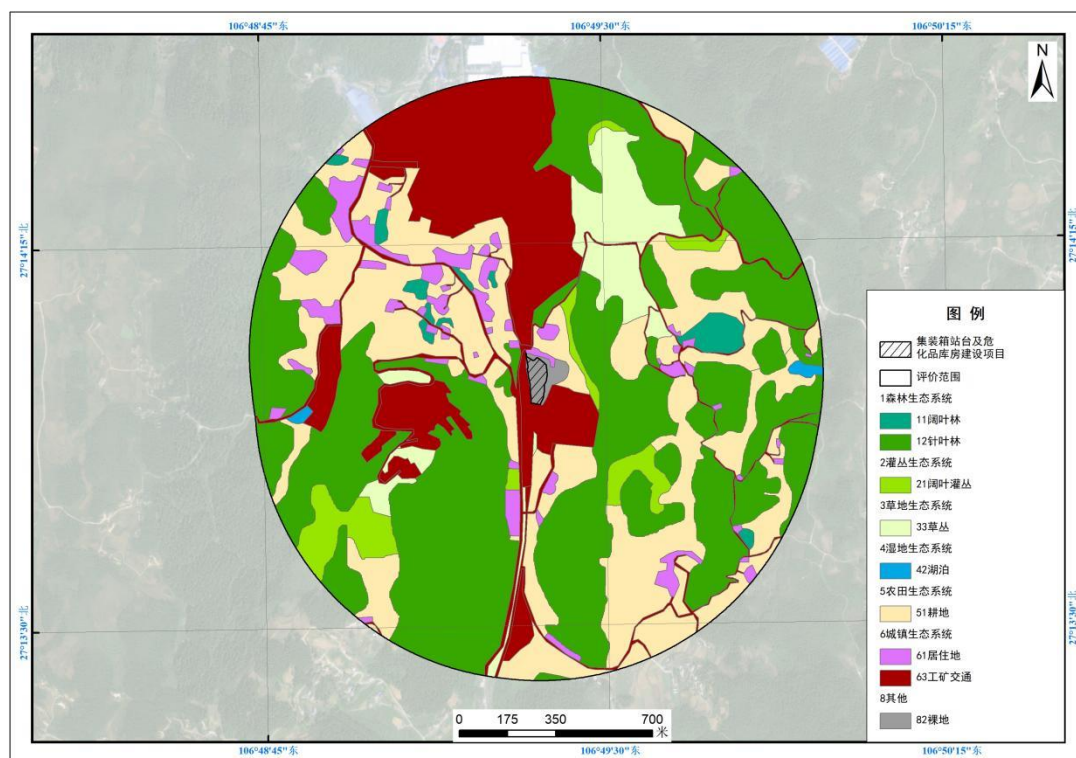 106°48'45"东
106°49'30"东
106°50'15"东
N
27°14'15"北
27°14'15"北
图 例
集装箱站台及危
化品库房建设项目
评价范围
1森林生态系统
11阔叶林
12针叶林
2灌丛生态系统
21阔叶灌丛
3草地生态系统
33草丛
4湿地生态系统
42湖泊
5农田生态系统
51耕地
6城镇生态系统
61居住地
63工矿交通
8其他
82裸地
27°13'30"北
27°13'30"北
0 175 350 700
米
106°48'45"东
106°49'30"东
106°50'15"东